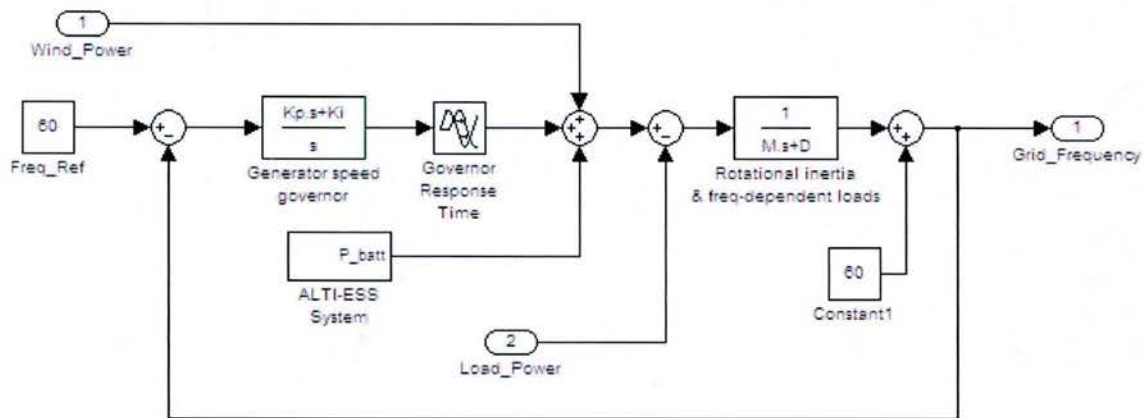 1
Wind_Power
60
Freq_Ref
+
−
Kp.s+Ki
s
Generator speed
governor
Governor
Response
Time
+
+
+
+
−
1
M.s+D
Rotational inertia
& freq-dependent loads
+
+
1
Grid_Frequency
P_batt
ALTI-ESS
System
60
Constant1
2
Load_Power